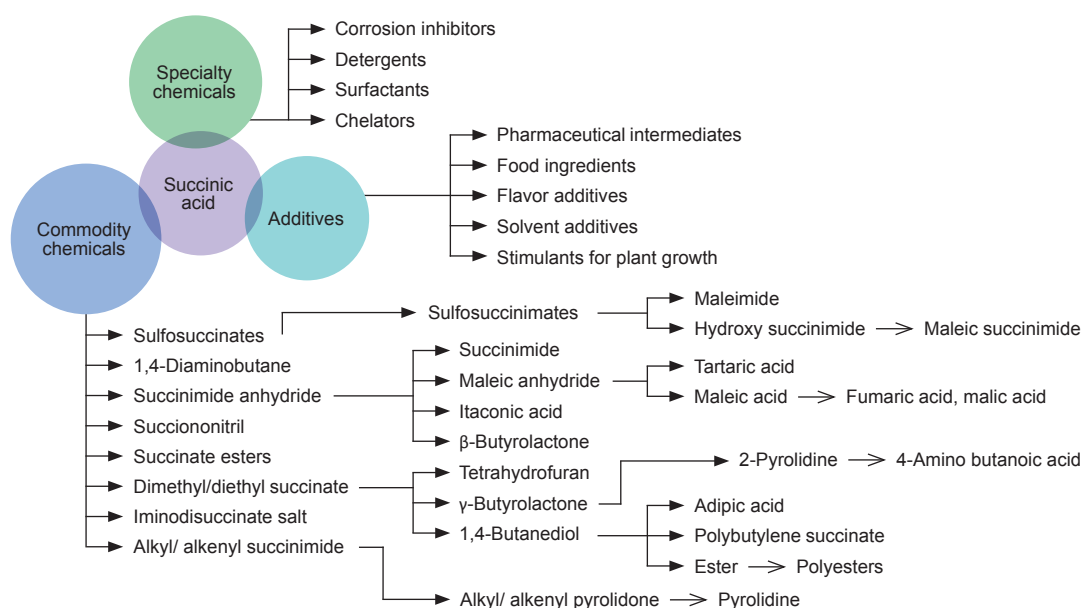 Corrosion inhibitors
Detergents
Surfactants
Chelators
Specialty
chemicals
Pharmaceutical intermediates
Food ingredients
Flavor additives
Solvent additives
Stimulants for plant growth
Succinic
acid
Additives
Commodity
chemicals
Sulfosuccinates
Sulfosuccinimates
Maleimide
Hydroxy succinimide
Maleic succinimide
1,4-Diaminobutane
Succinimide anhydride
Succinimide
Maleic anhydride
Itaconic acid
β-Butyrolactone
Tartaric acid
Maleic acid
Fumaric acid, malic acid
Succiononitril
Succinate esters
Dimethyl/diethyl succinate
Tetrahydrofuran
γ-Butyrolactone
1,4-Butanediol
2-Pyrolidine
4-Amino butanoic acid
Adipic acid
Polybutylene succinate
Ester
Polyesters
Iminodisuccinate salt
Alkyl/ alkenyl succinimide
Alkyl/ alkenyl pyrolidone
Pyrolidine